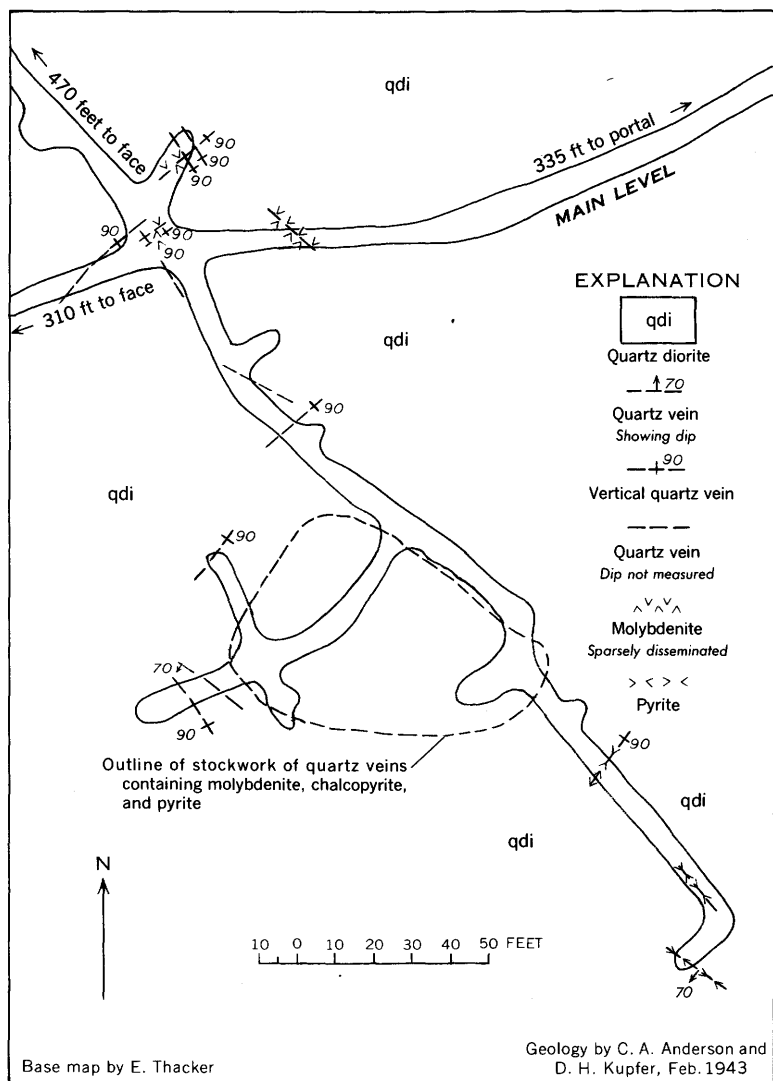 qdi
470 feet to face
90
90
90
335 ft to portal
MAIN LEVEL
90
90
90
310 ft to face
EXPLANATION
qdi
Quartz diorite
70
Quartz vein
Showing dip
90
Vertical quartz vein
Quartz vein
Dip not measured
Molybdenite
Sparsely disseminated
Pyrite
qdi
90
qdi
90
70
90
Outline of stockwork of quartz veins
containing molybdenite, chalcopyrite,
and pyrite
90
qdi
qdi
N
10 0 10 20 30 40 50 FEET
70
Base map by E. Thacker
Geology by C. A. Anderson and
D. H. Kupfer, Feb. 1943